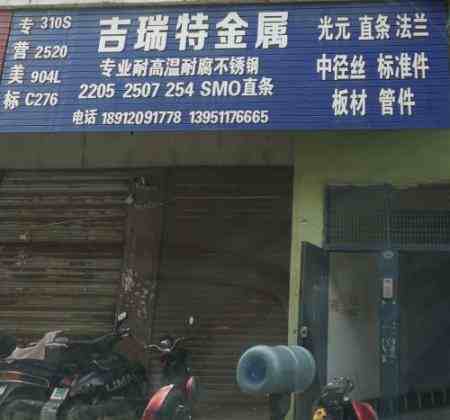 专 310S
营 2520
美 904L
标 C276
吉瑞特金属
专业耐高温耐腐不锈钢
2205 2507 254 SMO直条
电话 18912091778 13951176665
光元 直条 法兰
中径丝 标准件
板材 管件